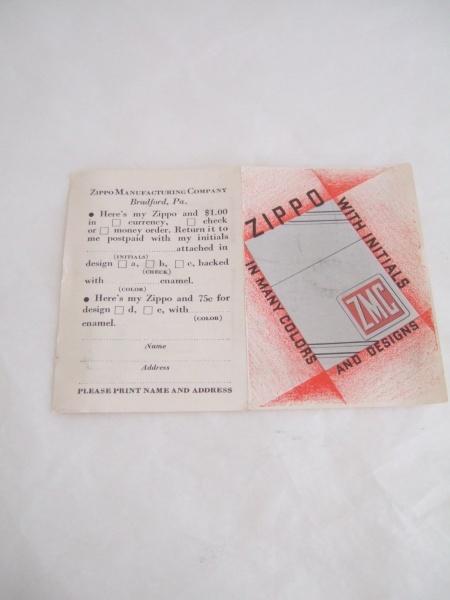 ZIPPO MANUFACTURING COMPANY
Bradford, Pa.
● Here's my Zippo and $1.00
in □ currency, □ check
or □ money order. Return it to
me postpaid with my initials
attached in
(INITIALS)
design □ a, □ b, □ c, backed
(CHECK)
with enamel.
(COLOR)
● Here's my Zippo and 75c for
design □ d, □ e, with
(COLOR)
enamel.
Name
Address
PLEASE PRINT NAME AND ADDRESS
ZIPPO
WITH INITIALS
IN MANY COLORS
AND DESIGNS
ZMC